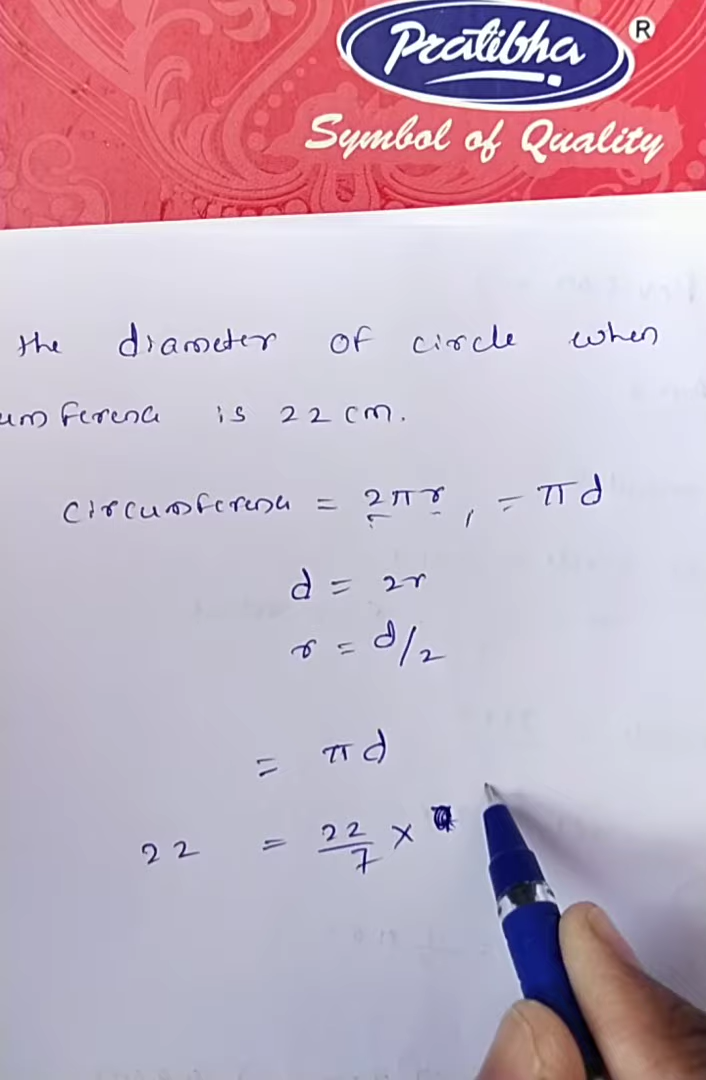 Pratibha ®
Symbol of Quality
the diameter of circle when
umference is 22 cm.
circumference = 2πr, = πd
d = 2r
r = d/2
= πd
22 = 22/7 ×